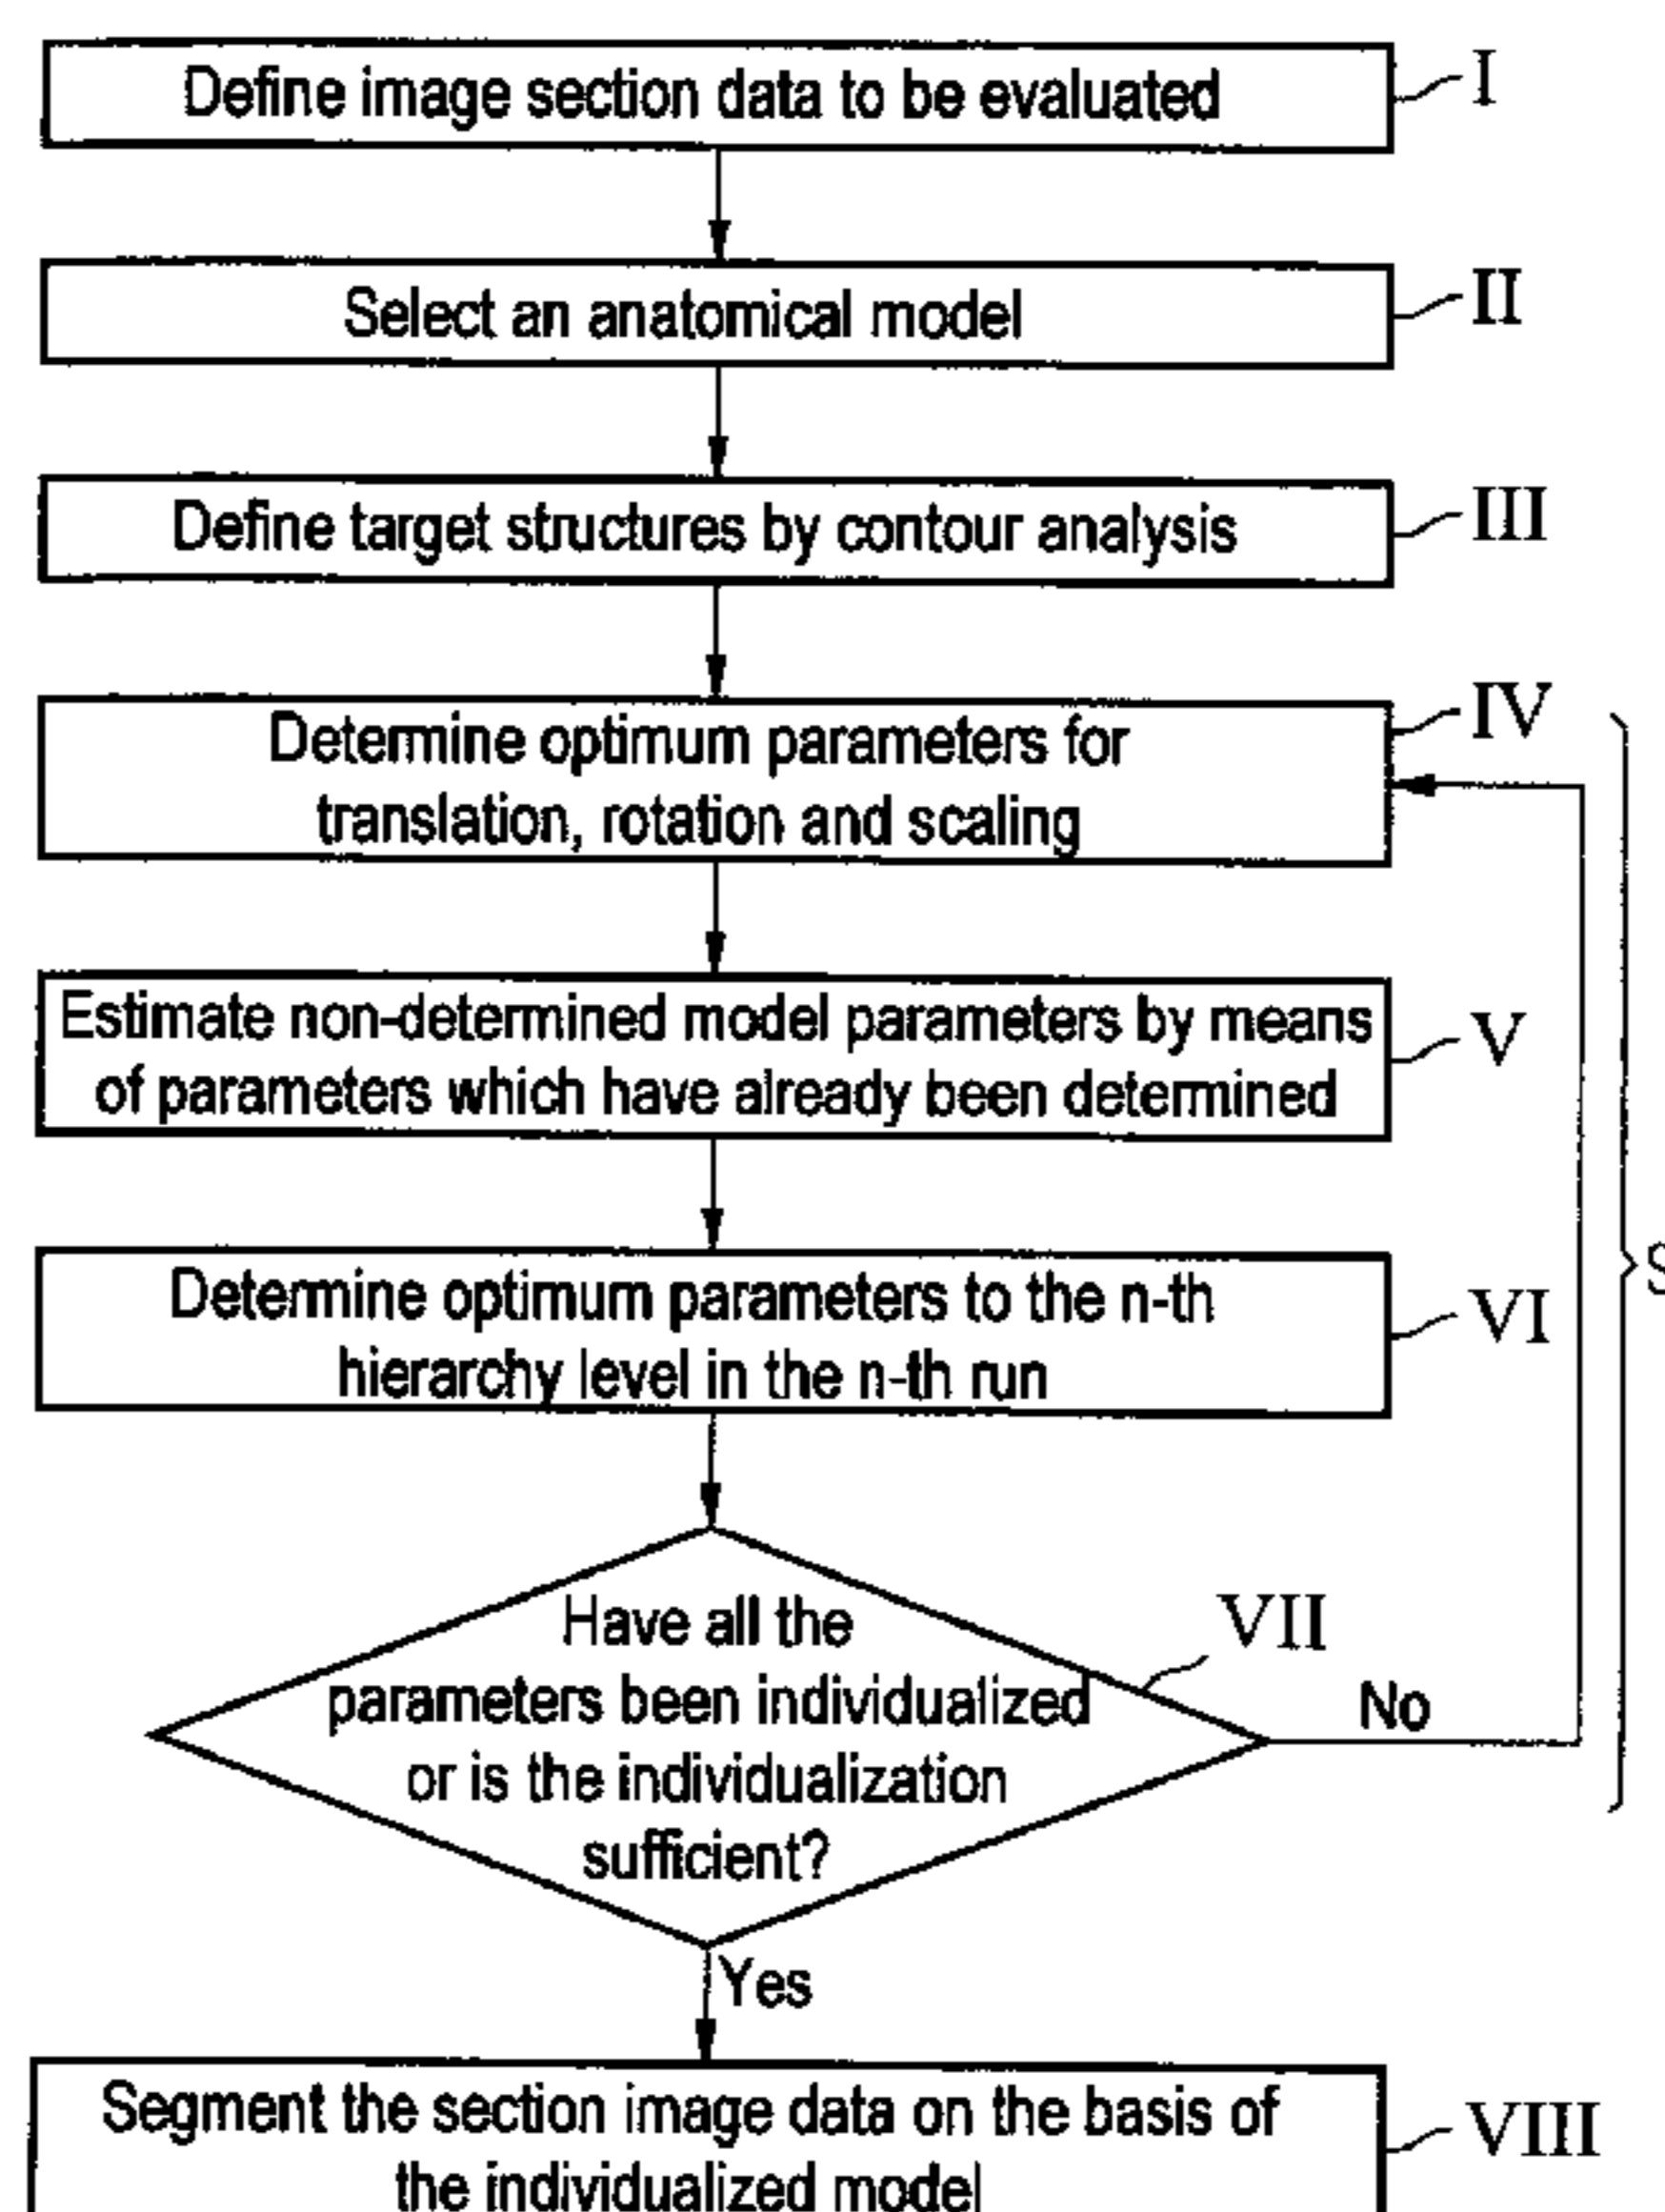 Define image section data to be evaluated
I
Select an anatomical model
II
Define target structures by contour analysis
III
Determine optimum parameters for
translation, rotation and scaling
IV
Estimate non-determined model parameters by means
of parameters which have already been determined
V
Determine optimum parameters to the n-th
hierarchy level in the n-th run
VI
S
Have all the
parameters been individualized
or is the individualization
sufficient?
VII
No
Yes
Segment the section image data on the basis of
the individualized model
VIII